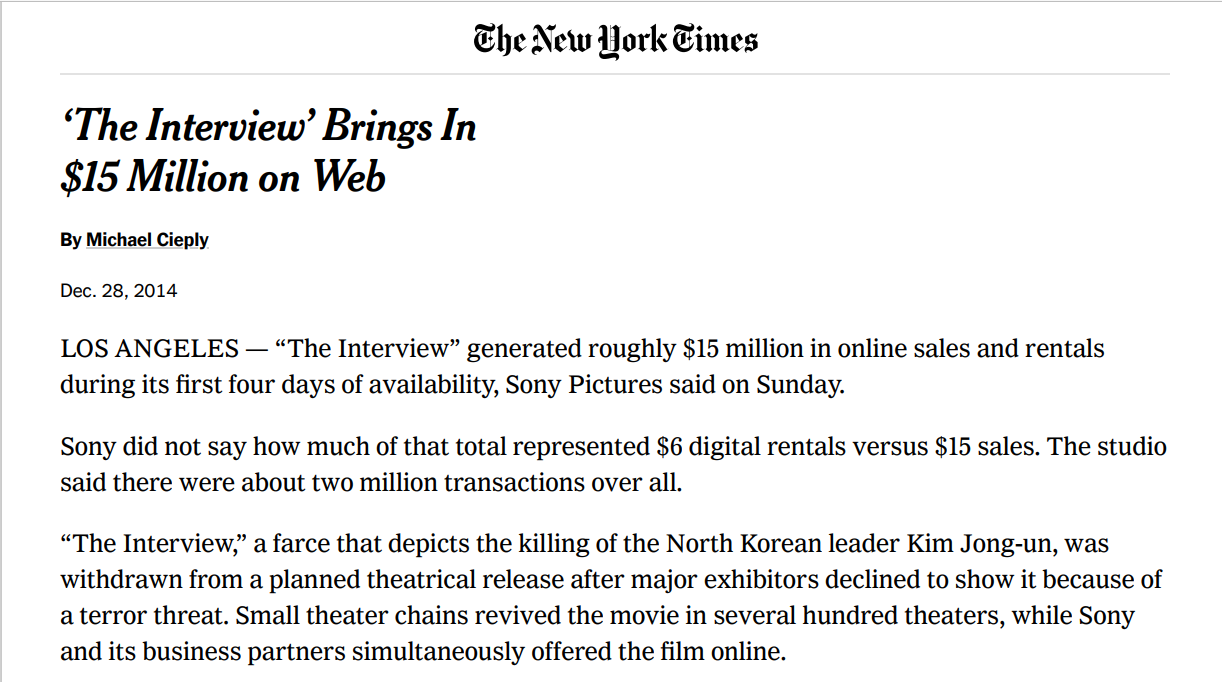 The New York Times
‘The Interview’ Brings In
$15 Million on Web
By Michael Cieply
Dec. 28, 2014
LOS ANGELES — “The Interview” generated roughly $15 million in online sales and rentals
during its first four days of availability, Sony Pictures said on Sunday.
Sony did not say how much of that total represented $6 digital rentals versus $15 sales. The studio
said there were about two million transactions over all.
“The Interview,” a farce that depicts the killing of the North Korean leader Kim Jong-un, was
withdrawn from a planned theatrical release after major exhibitors declined to show it because of
a terror threat. Small theater chains revived the movie in several hundred theaters, while Sony
and its business partners simultaneously offered the film online.